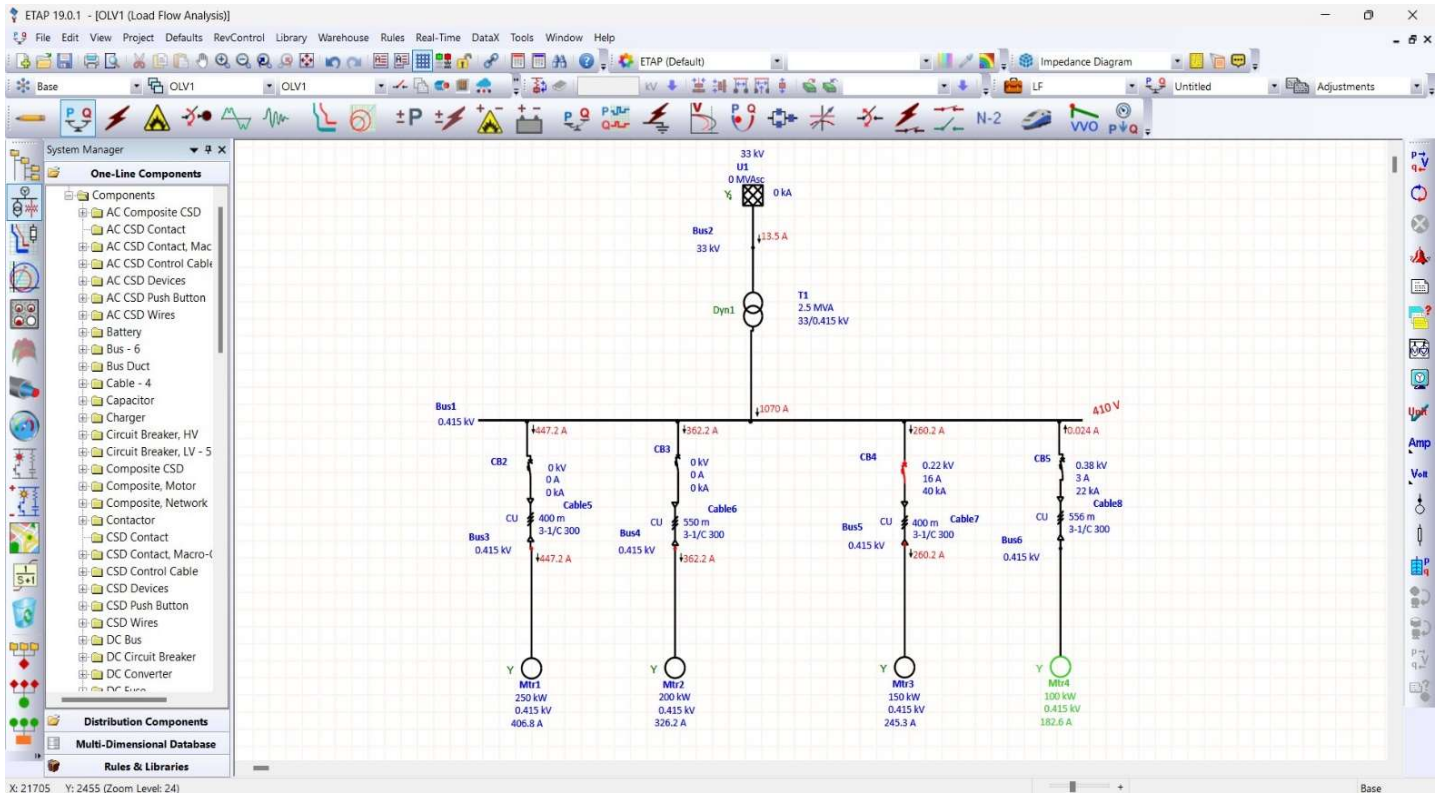 ETAP 19.0.1 - [OLV1 (Load Flow Analysis)]
File Edit View Project Defaults RevControl Library Warehouse Rules Real-Time DataX Tools Window Help
ETAP (Default) Impedance Diagram
Base OLV1 OLV1 kV LF Untitled Adjustments
P Q ±P P Q V P Q N-2 VVO P Q
System Manager
One-Line Components
Components
AC Composite CSD
AC CSD Contact
AC CSD Contact, Mac
AC CSD Control Cable
AC CSD Devices
AC CSD Push Button
AC CSD Wires
Battery
Bus - 6
Bus Duct
Cable - 4
Capacitor
Charger
Circuit Breaker, HV
Circuit Breaker, LV - 5
Composite CSD
Composite, Motor
Composite, Network
Contactor
CSD Contact
CSD Contact, Macro-(
CSD Control Cable
CSD Devices
CSD Push Button
CSD Wires
DC Bus
DC Circuit Breaker
DC Converter
DC Fuse
Distribution Components
Multi-Dimensional Database
Rules & Libraries
33 kV
U1
0 MVAsc
0 kA
Bus2
13.5 A
33 kV
T1
Dyn1
2.5 MVA
33/0.415 kV
Bus1
0.415 kV
1070 A
410 V
447.2 A
362.2 A
260.2 A
0.024 A
CB2
0 kV
0 A
0 kA
Cable5
CU
400 m
3-1/C 300
Bus3
0.415 kV
447.2 A
CB3
0 kV
0 A
0 kA
Cable6
CU
550 m
3-1/C 300
Bus4
0.415 kV
362.2 A
CB4
0.22 kV
16 A
40 kA
Cable7
CU
400 m
3-1/C 300
Bus5
0.415 kV
260.2 A
CB5
0.38 kV
3 A
22 kA
Cable8
CU
556 m
3-1/C 300
Bus6
0.415 kV
Y
Mtr1
250 kW
0.415 kV
406.8 A
Y
Mtr2
200 kW
0.415 kV
326.2 A
Y
Mtr3
150 kW
0.415 kV
245.3 A
Y
Mtr4
100 kW
0.415 kV
182.6 A
Amp
Volt
X: 21705 Y: 2455 (Zoom Level: 24)
Base